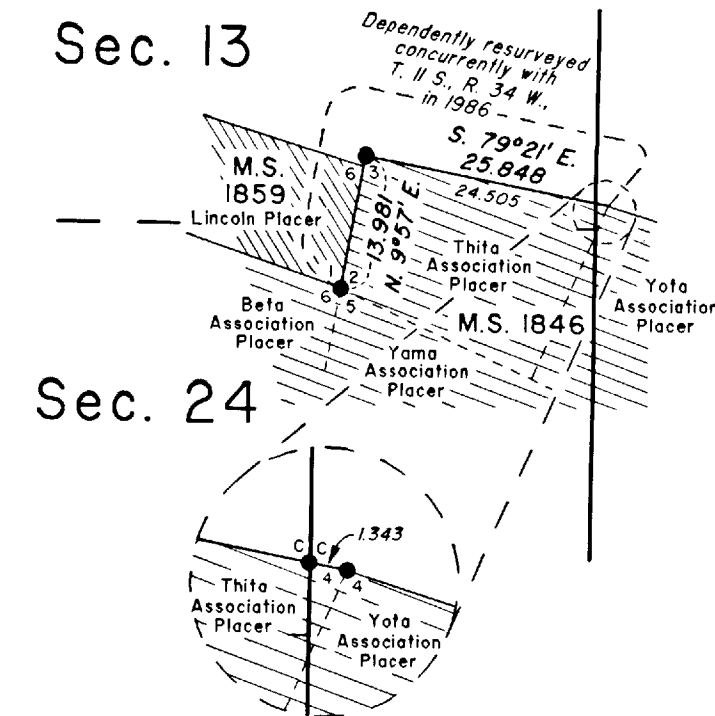 Sec. 13
Dependently resurveyed
concurrently with
T. 11 S., R. 34 W.,
in 1986
S. 79°21' E.
25.848
24.505
M.S.
1859
Lincoln Placer
6 3
13.981
N. 9°57' E.
1 2
6 5
Thita
Association
Placer
Yota
Association
Placer
Beta
Association
Placer
M.S. 1846
Yama
Association
Placer
Sec. 24
C C
1.343
4 4
Thita
Association
Placer
Yota
Association
Placer